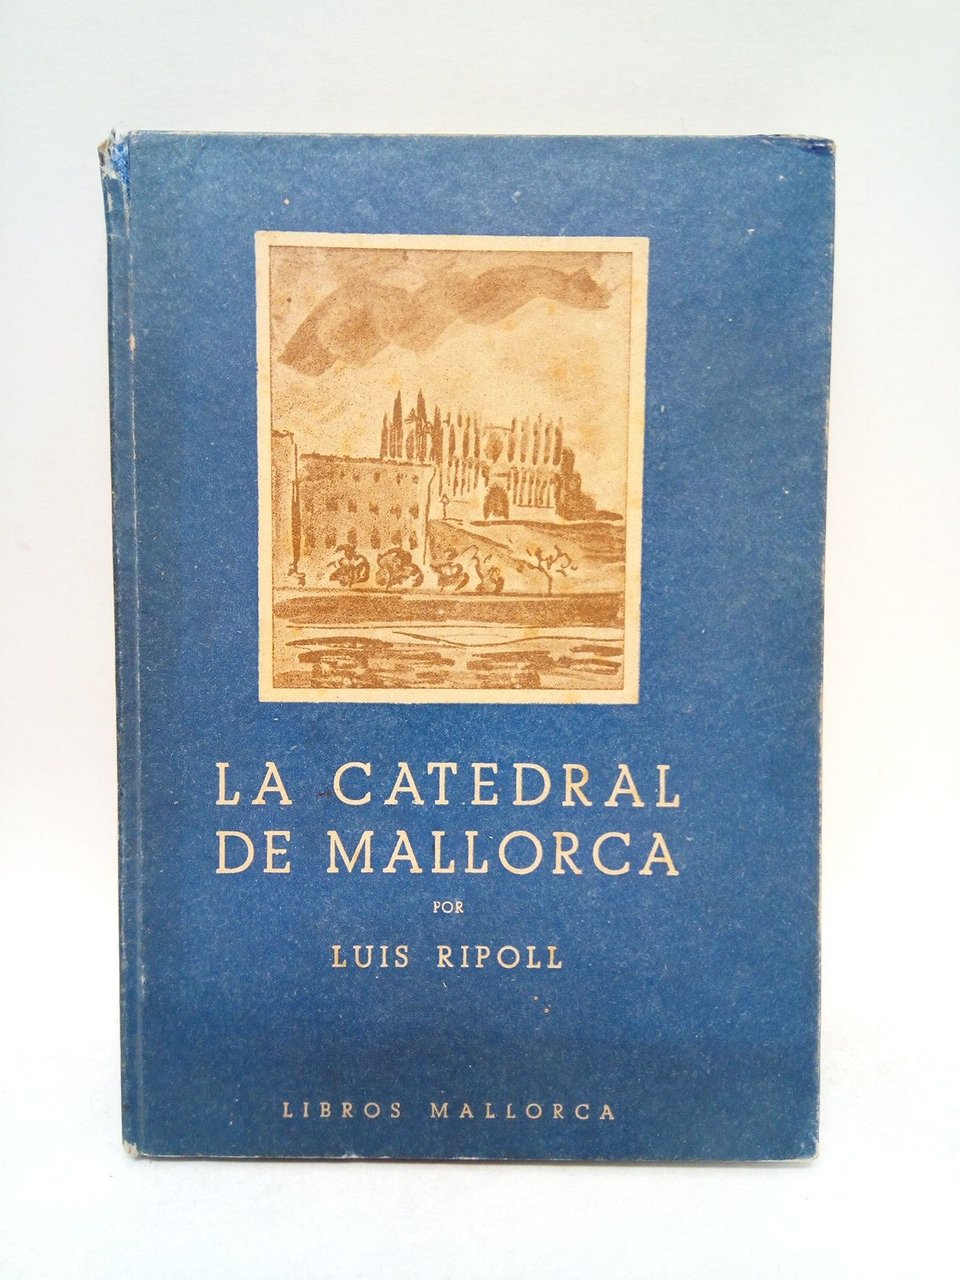 LA CATEDRAL
DE MALLORCA
POR
LUIS RIPOLL
LIBROS MALLORCA